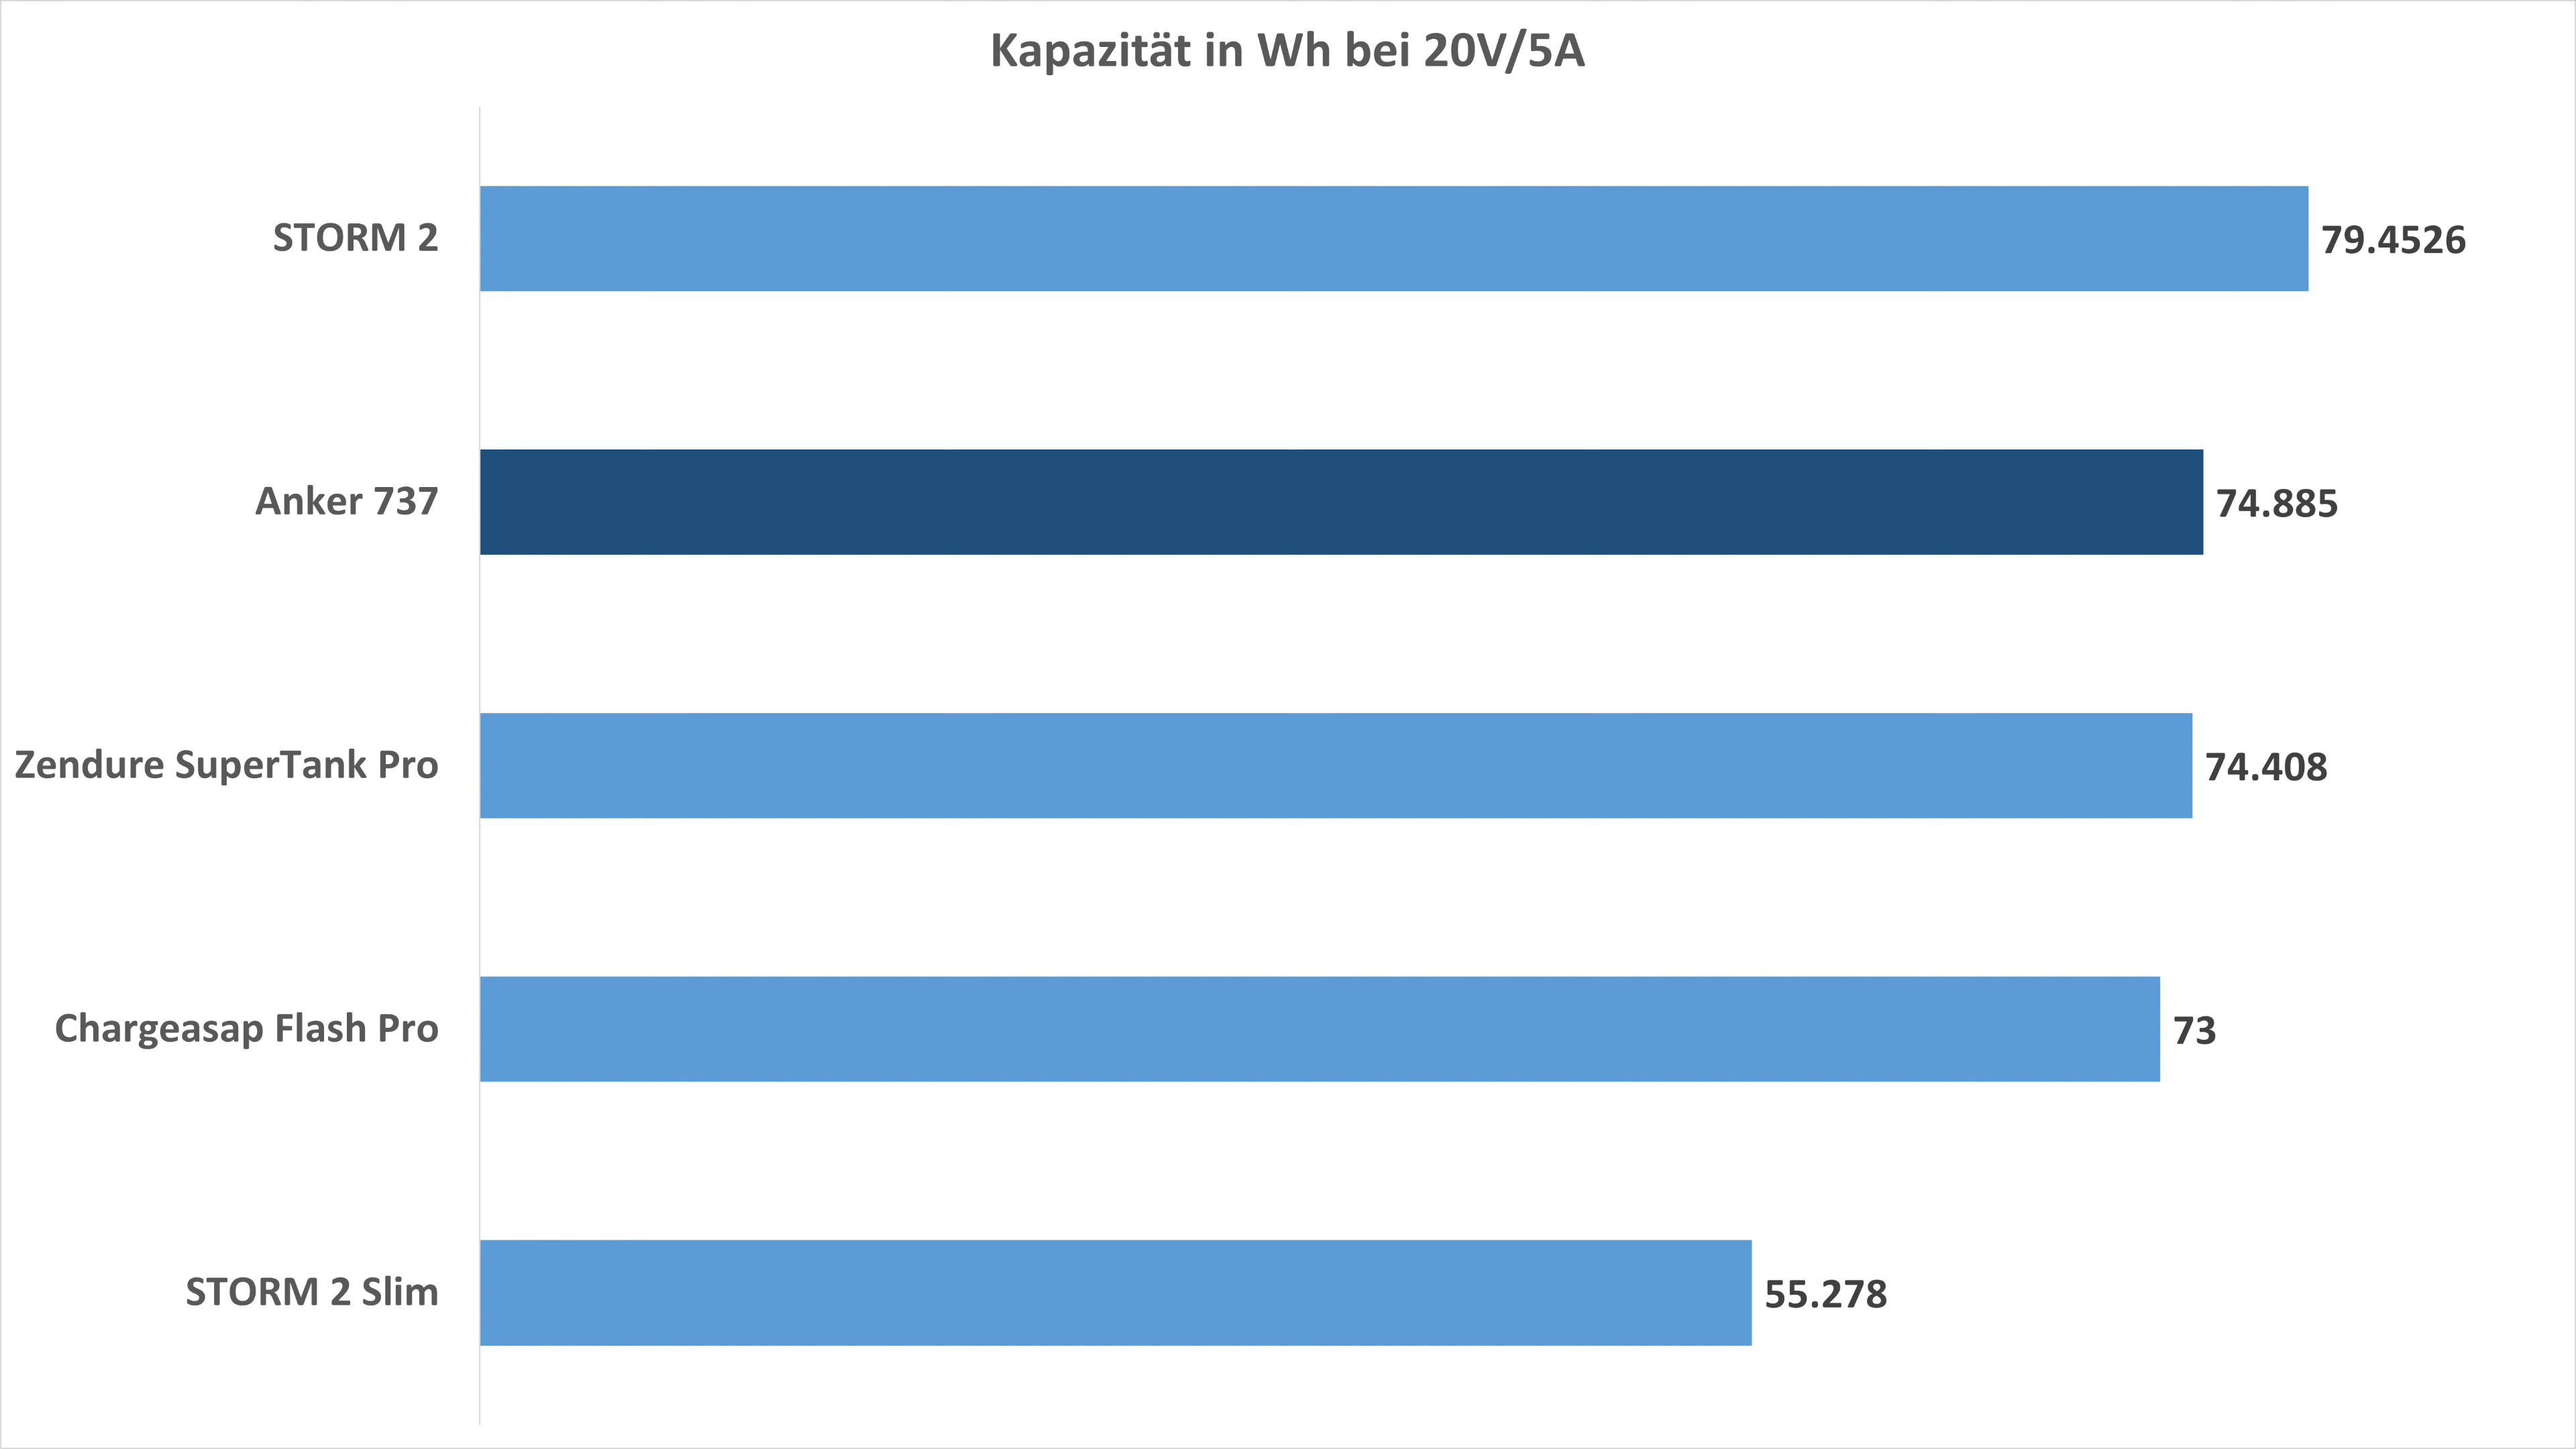 Kapazität in Wh bei 20V/5A
STORM 2
79.4526
Anker 737
74.885
Zendure SuperTank Pro
74.408
Chargeasap Flash Pro
73
STORM 2 Slim
55.278